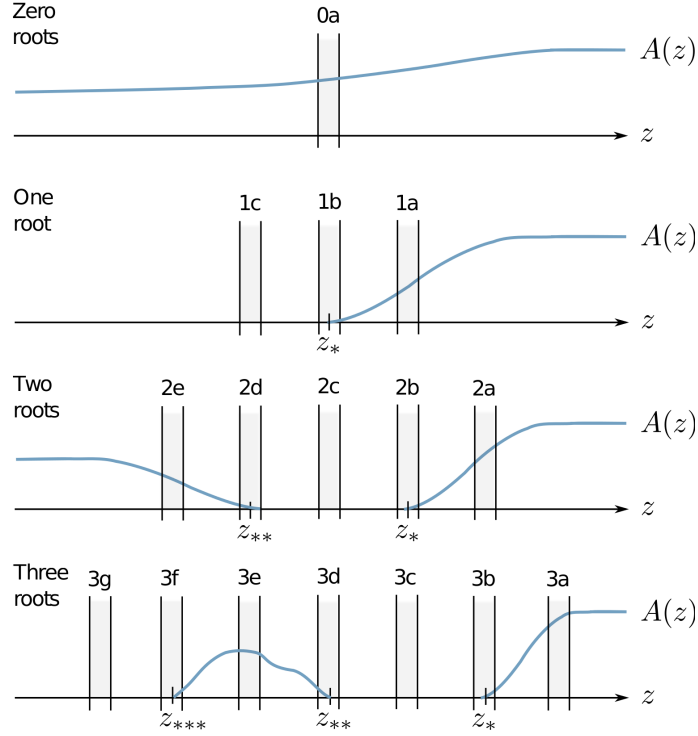 Zero
roots
0a
A(z)
z
One
root
1c 1b 1a
A(z)
z
z*
Two
roots
2e 2d 2c 2b 2a
A(z)
z
z** z*
Three
roots
3g 3f 3e 3d 3c 3b 3a
A(z)
z
z*** z** z*